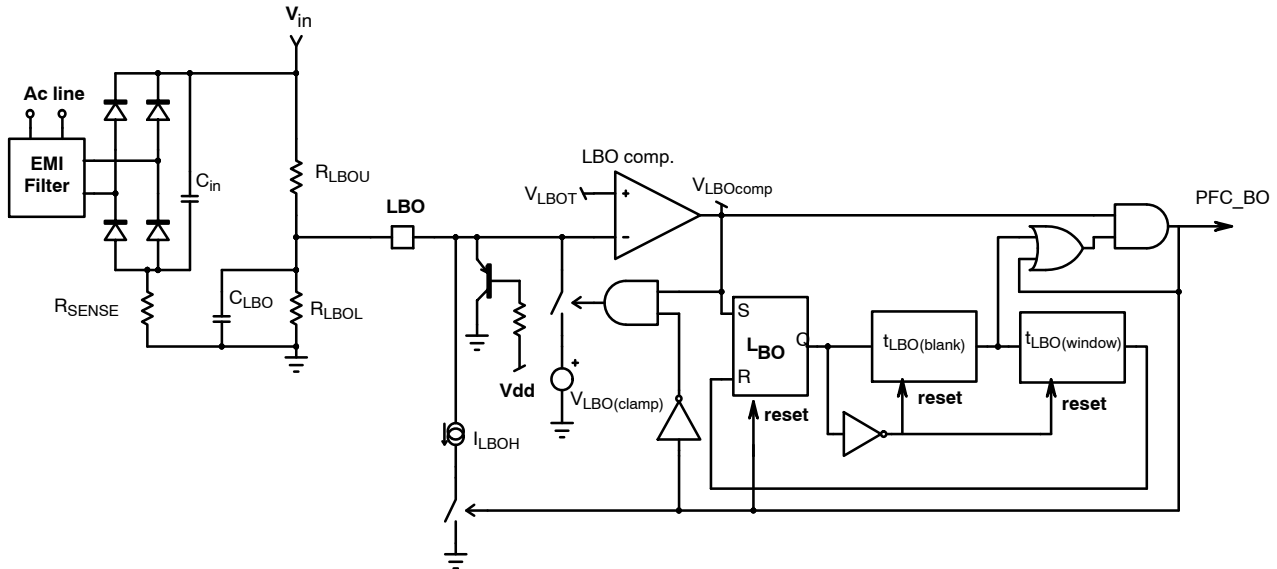 Vin
Ac line
EMI
Filter
Cin
RLBOU
LBO
RSENSE
CLBO
RLBOL
LBO comp.
VLBOT
+
−
VLBOcomp
PFC_BO
Vdd
+
VLBO(clamp)
ILBOH
S
LBO
Q
R
reset
tLBO(blank)
reset
tLBO(window)
reset